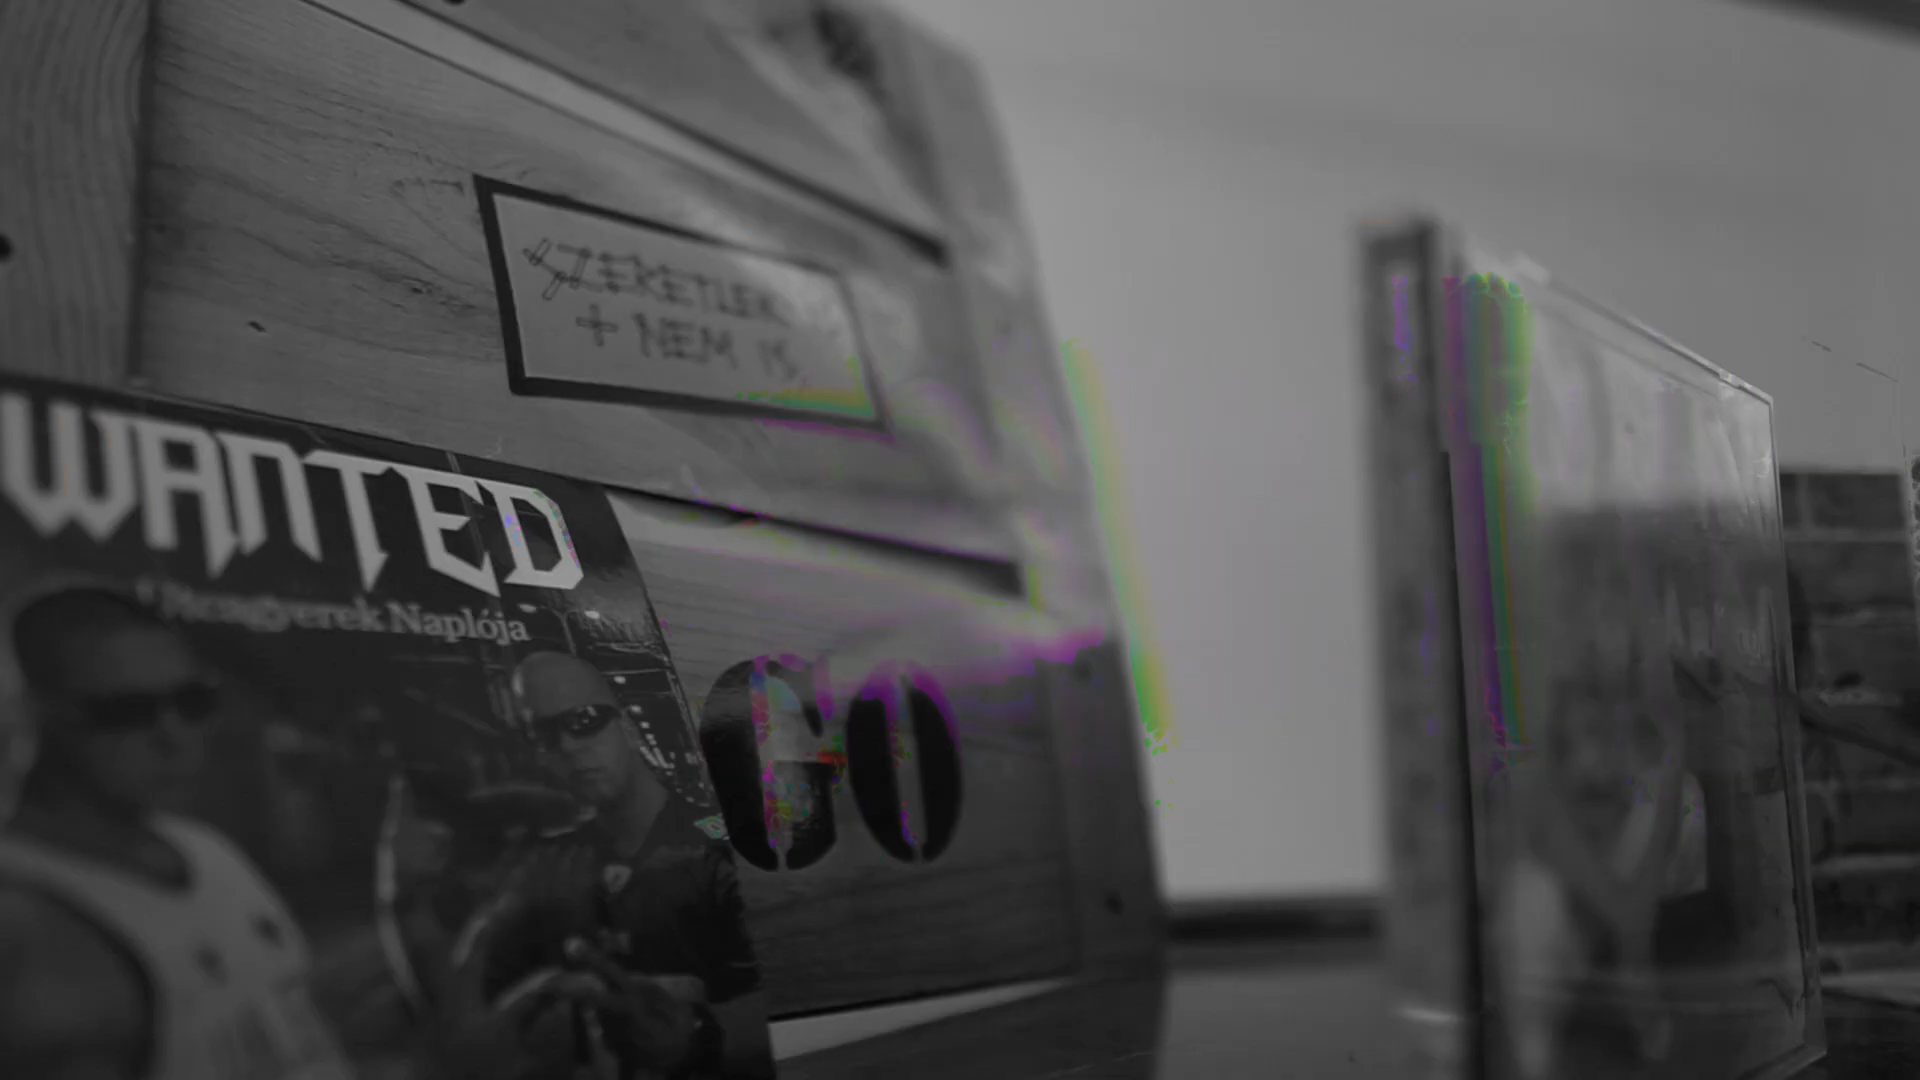 SZERETLEK
+ NEM IS
WANTED
Naplója
GO